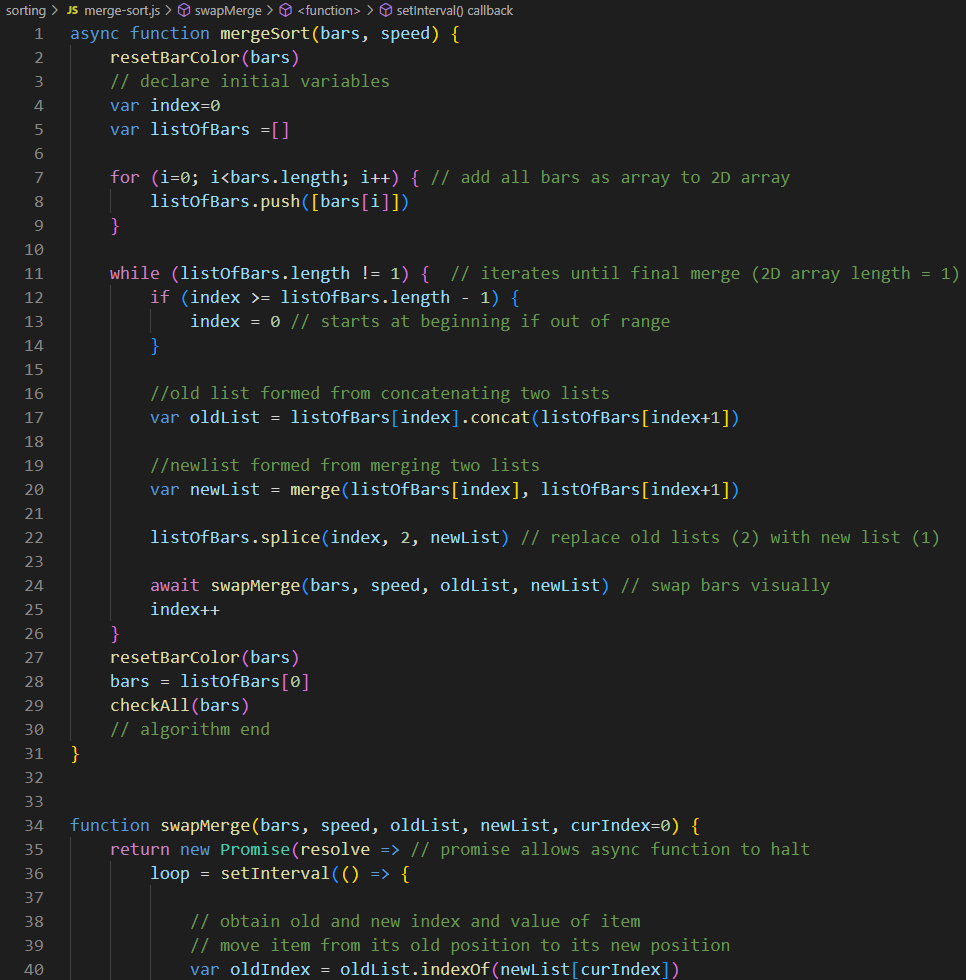 sorting > JS merge-sort.js > swapMerge > <function> > setInterval() callback
1 async function mergeSort(bars, speed) {
2     resetBarColor(bars)
3     // declare initial variables
4     var index=0
5     var listOfBars =[]
6
7     for (i=0; i<bars.length; i++) { // add all bars as array to 2D array
8         listOfBars.push([bars[i]])
9     }
10
11     while (listOfBars.length != 1) {  // iterates until final merge (2D array length = 1)
12         if (index >= listOfBars.length - 1) {
13             index = 0 // starts at beginning if out of range
14         }
15
16         //old list formed from concatenating two lists
17         var oldList = listOfBars[index].concat(listOfBars[index+1])
18
19         //newlist formed from merging two lists
20         var newList = merge(listOfBars[index], listOfBars[index+1])
21
22         listOfBars.splice(index, 2, newList) // replace old lists (2) with new list (1)
23
24         await swapMerge(bars, speed, oldList, newList) // swap bars visually
25         index++
26     }
27     resetBarColor(bars)
28     bars = listOfBars[0]
29     checkAll(bars)
30     // algorithm end
31 }
32
33
34 function swapMerge(bars, speed, oldList, newList, curIndex=0) {
35     return new Promise(resolve => // promise allows async function to halt
36         loop = setInterval(() => {
37
38             // obtain old and new index and value of item
39             // move item from its old position to its new position
40             var oldIndex = oldList.indexOf(newList[curIndex])